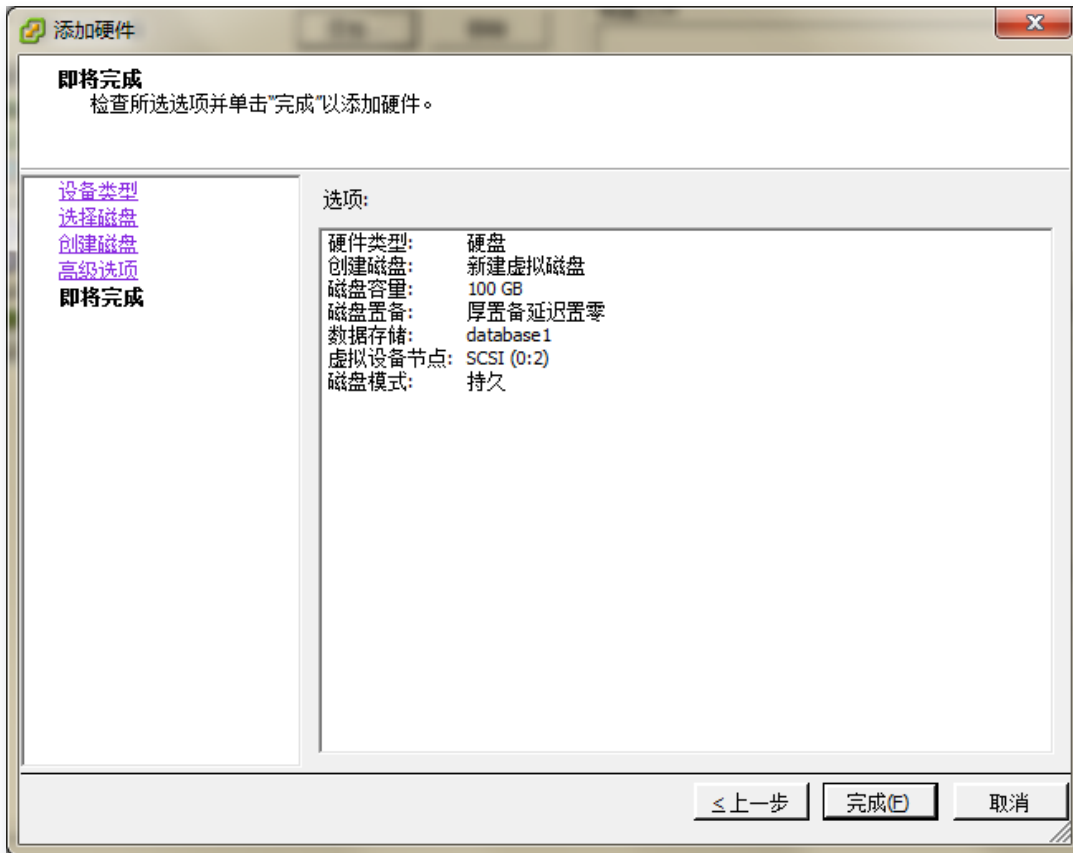 添加硬件
即将完成
检查所选选项并单击"完成"以添加硬件。
设备类型
选择磁盘
创建磁盘
高级选项
即将完成
选项:
硬件类型: 硬盘
创建磁盘: 新建虚拟磁盘
磁盘容量: 100 GB
磁盘置备: 厚置备延迟置零
数据存储: database1
虚拟设备节点: SCSI (0:2)
磁盘模式: 持久
≤上一步 完成(F) 取消